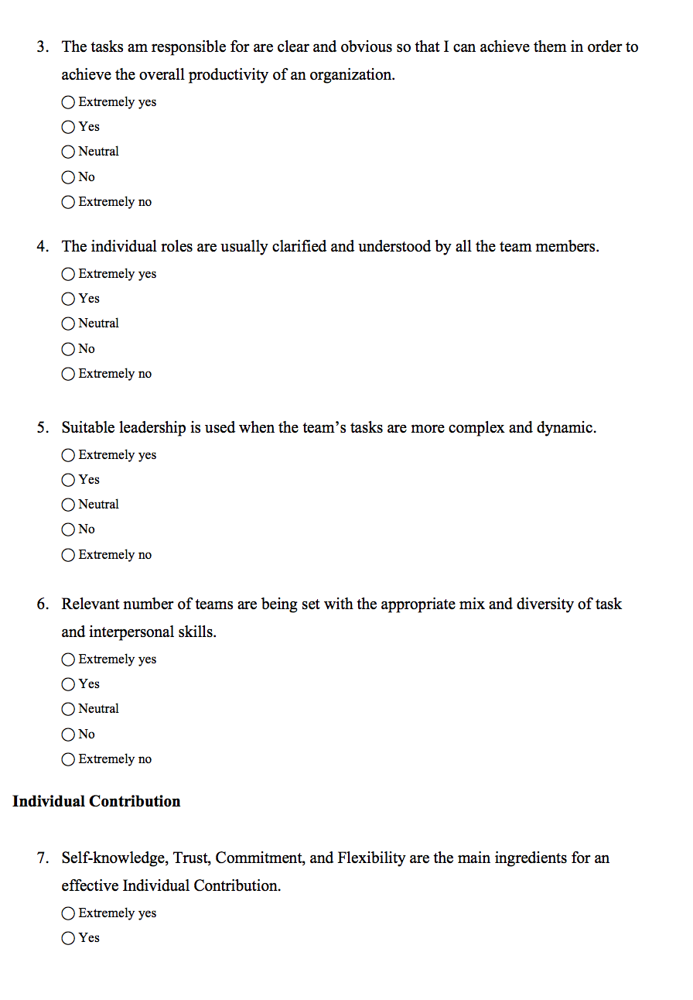 3. The tasks am responsible for are clear and obvious so that I can achieve them in order to
achieve the overall productivity of an organization.
Extremely yes
Yes
Neutral
No
Extremely no
4. The individual roles are usually clarified and understood by all the team members.
Extremely yes
Yes
Neutral
No
Extremely no
5. Suitable leadership is used when the team’s tasks are more complex and dynamic.
Extremely yes
Yes
Neutral
No
Extremely no
6. Relevant number of teams are being set with the appropriate mix and diversity of task
and interpersonal skills.
Extremely yes
Yes
Neutral
No
Extremely no
Individual Contribution
7. Self-knowledge, Trust, Commitment, and Flexibility are the main ingredients for an
effective Individual Contribution.
Extremely yes
Yes